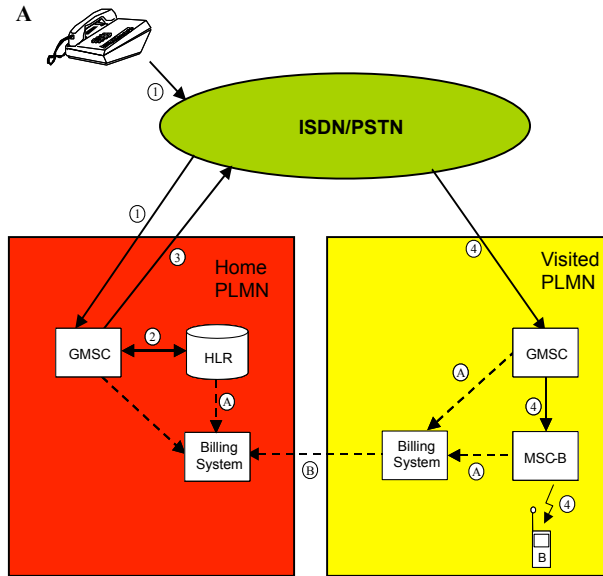 A
1
ISDN/PSTN
1
3
4
Home
PLMN
Visited
PLMN
GMSC
2
HLR
GMSC
A
A
4
Billing
System
B
Billing
System
A
MSC-B
4
B